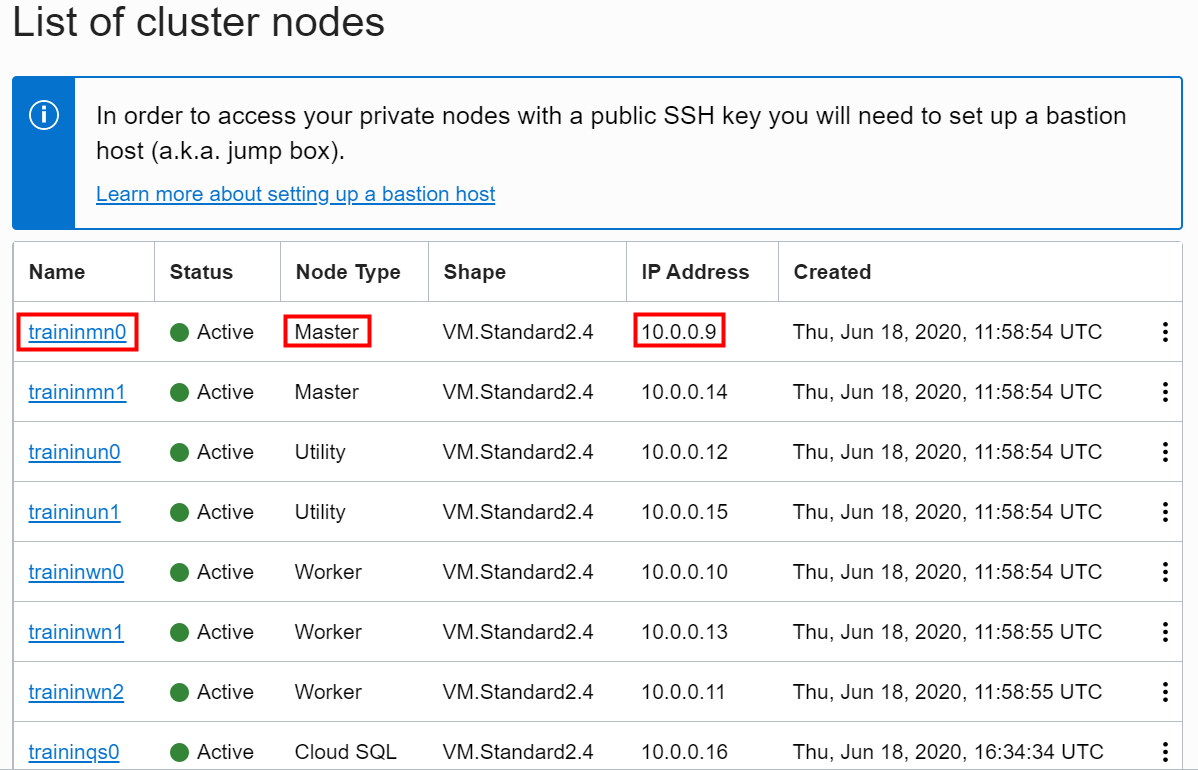 List of cluster nodes
In order to access your private nodes with a public SSH key you will need to set up a bastion
host (a.k.a. jump box).
Learn more about setting up a bastion host
Name Status Node Type Shape IP Address Created
traininmn0 Active Master VM.Standard2.4 10.0.0.9 Thu, Jun 18, 2020, 11:58:54 UTC
traininmn1 Active Master VM.Standard2.4 10.0.0.14 Thu, Jun 18, 2020, 11:58:54 UTC
traininun0 Active Utility VM.Standard2.4 10.0.0.12 Thu, Jun 18, 2020, 11:58:54 UTC
traininun1 Active Utility VM.Standard2.4 10.0.0.15 Thu, Jun 18, 2020, 11:58:54 UTC
traininwn0 Active Worker VM.Standard2.4 10.0.0.10 Thu, Jun 18, 2020, 11:58:54 UTC
traininwn1 Active Worker VM.Standard2.4 10.0.0.13 Thu, Jun 18, 2020, 11:58:55 UTC
traininwn2 Active Worker VM.Standard2.4 10.0.0.11 Thu, Jun 18, 2020, 11:58:55 UTC
traininqs0 Active Cloud SQL VM.Standard2.4 10.0.0.16 Thu, Jun 18, 2020, 16:34:34 UTC